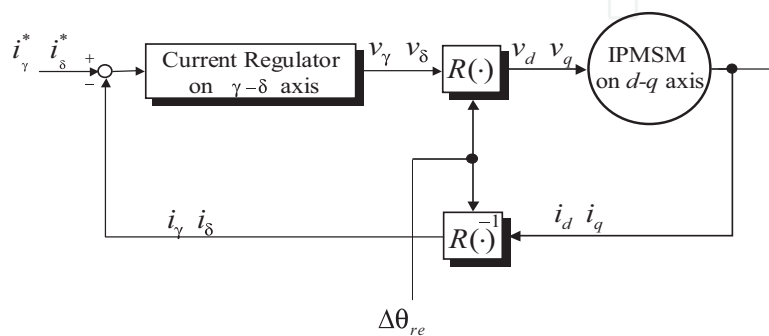 i*γ i*δ
+
−
Current Regulator
on γ−δ axis
vγ vδ
R(·)
vd vq
IPMSM
on d-q axis
iγ iδ
R(·)−1
id iq
Δθre